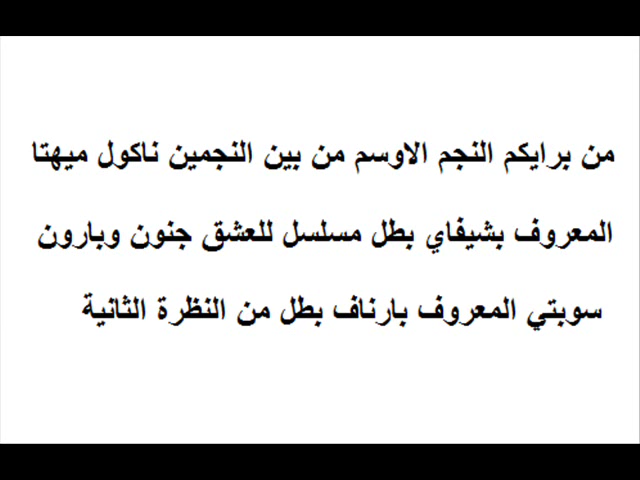 من برايكم النجم الاوسم من بين النجمين ناكول ميهتا
المعروف بشيفاي بطل مسلسل للعشق جنون وبارون
سوبتي المعروف بارناف بطل من النظرة الثانية